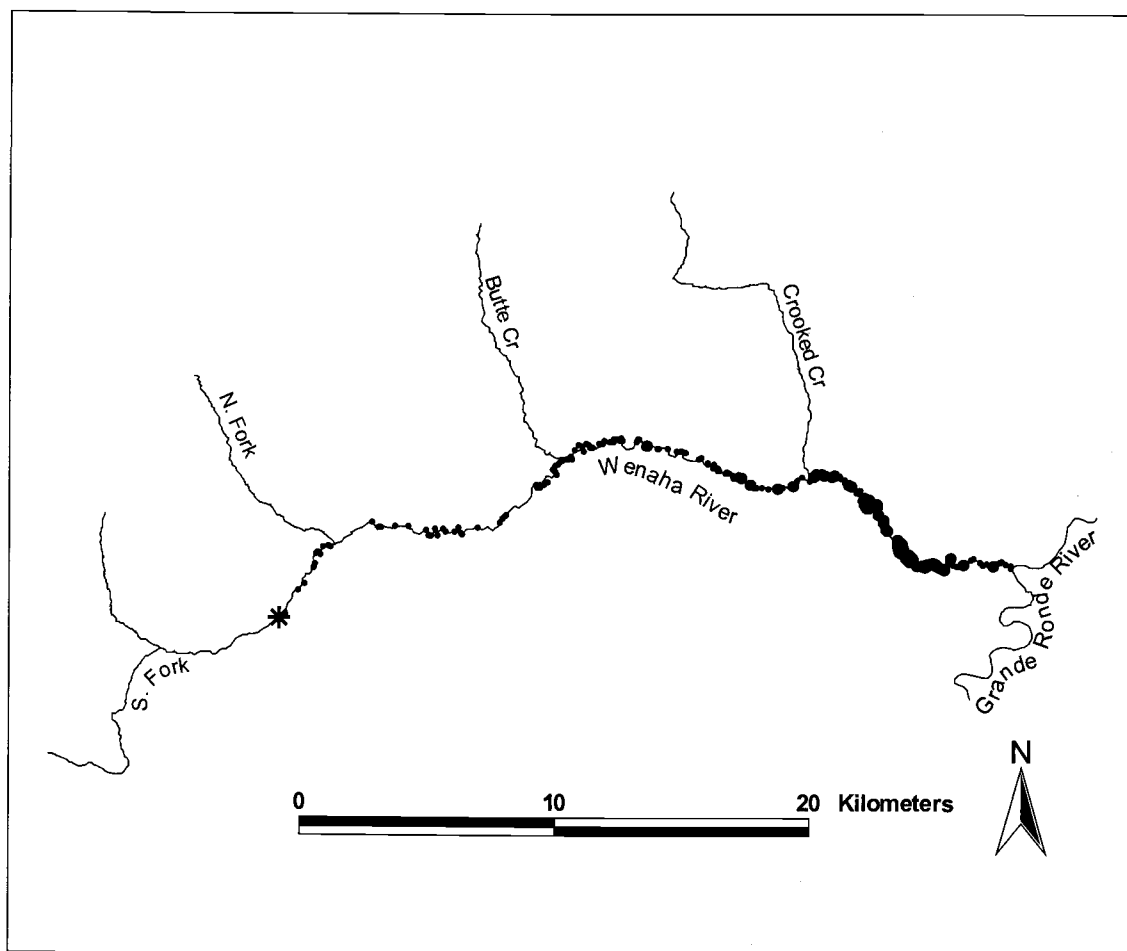 Crooked Cr
Butte Cr
N. Fork
Wenaha River
Grande Ronde River
S. Fork
N
0 10 20 Kilometers